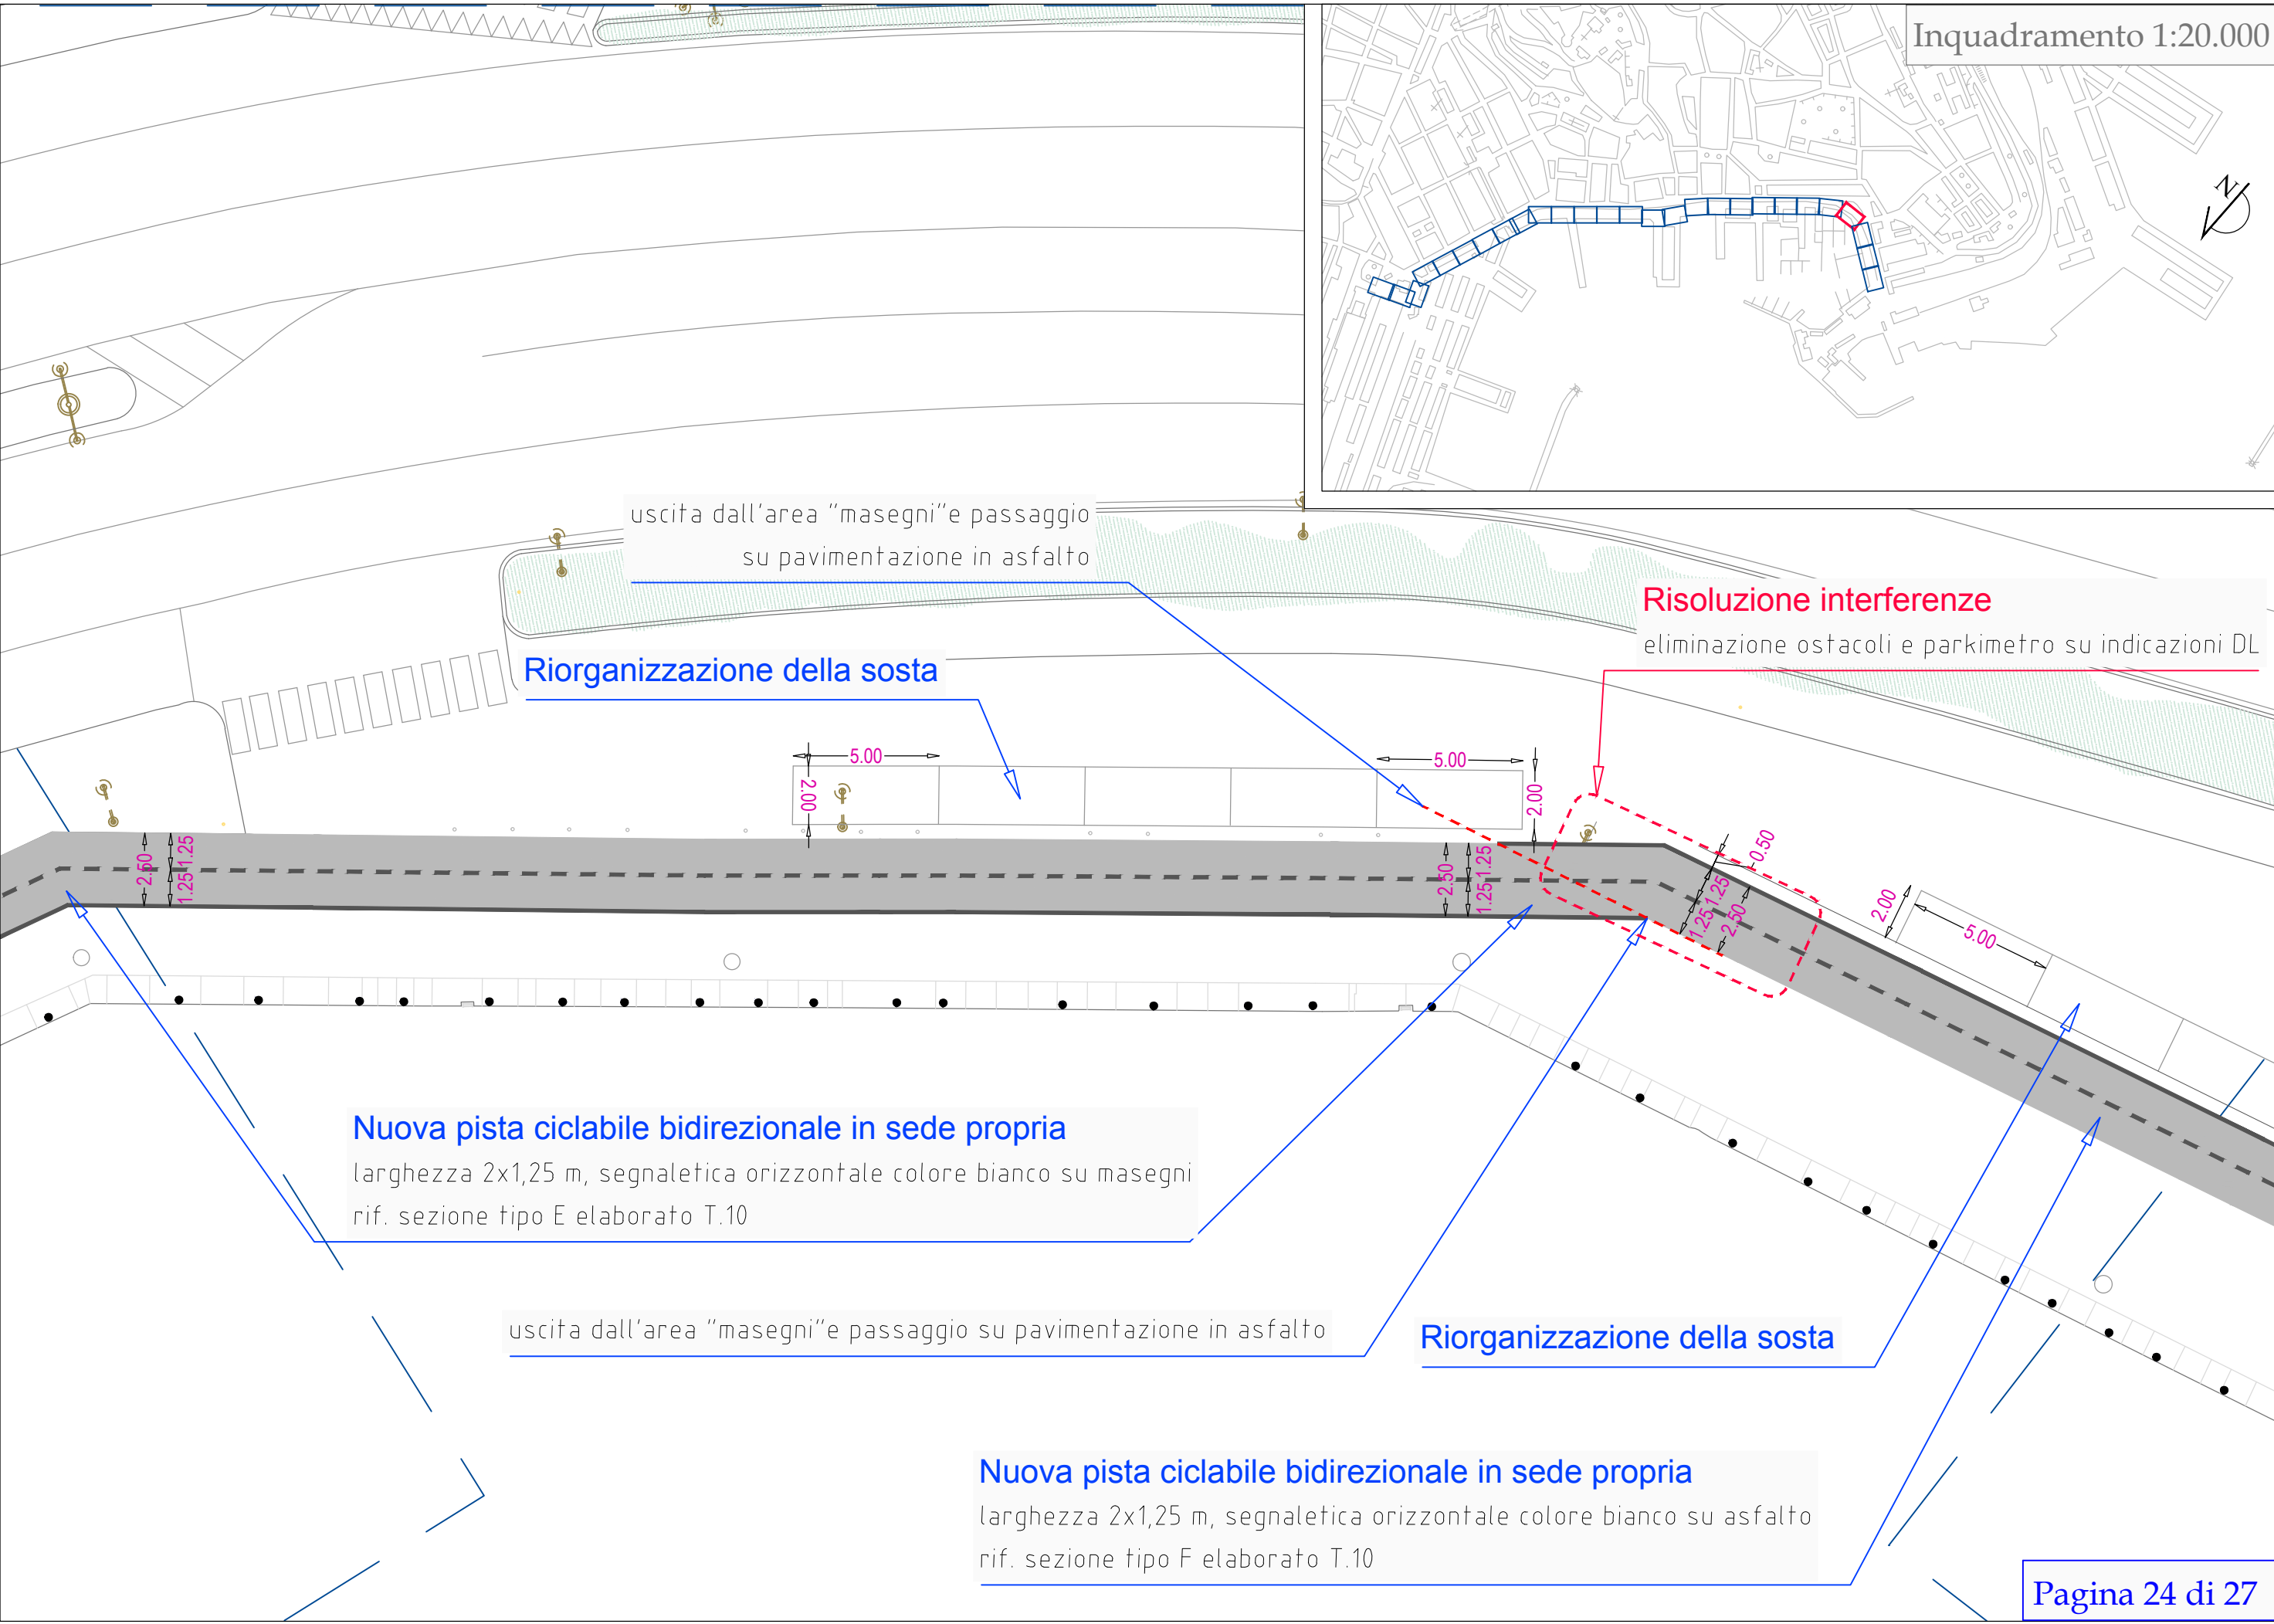 Inquadramento 1:20.000
N
uscita dall'area "masegni"e passaggio
su pavimentazione in asfalto
Risoluzione interferenze
eliminazione ostacoli e parkimetro su indicazioni DL
Riorganizzazione della sosta
5.00
2.00
5.00
2.00
2.50
1.25
1.25
2.50
1.25
1.25
0.50
1.25
1.25
2.50
2.00
5.00
Nuova pista ciclabile bidirezionale in sede propria
larghezza 2x1,25 m, segnaletica orizzontale colore bianco su masegni
rif. sezione tipo E elaborato T.10
uscita dall'area "masegni"e passaggio su pavimentazione in asfalto
Riorganizzazione della sosta
Nuova pista ciclabile bidirezionale in sede propria
larghezza 2x1,25 m, segnaletica orizzontale colore bianco su asfalto
rif. sezione tipo F elaborato T.10
Pagina 24 di 27